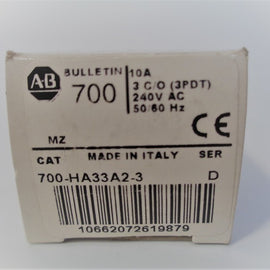 AB
BULLETIN
700
10A
3 C/O (3PDT)
240V AC
50/60 Hz
CE
MZ
CAT MADE IN ITALY SER
700-HA33A2-3 D
10662072619879